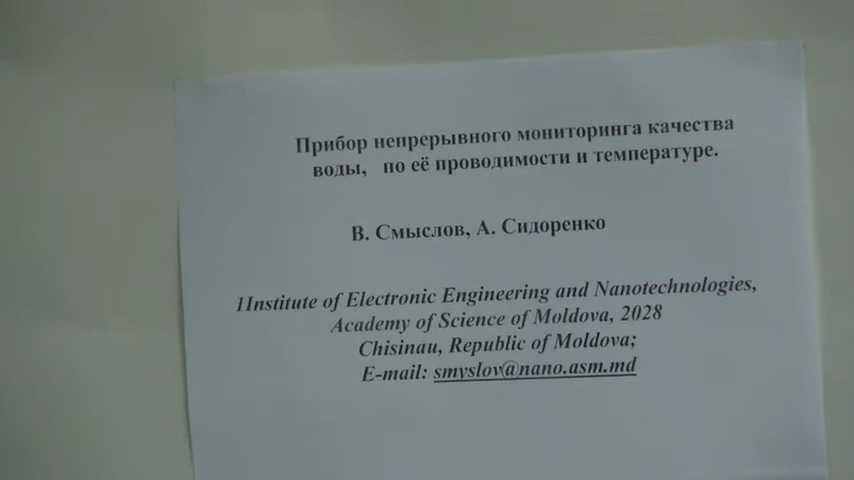 Прибор непрерывного мониторинга качества
воды, по её проводимости и температуре.
В. Смыслов, А. Сидоренко
1Institute of Electronic Engineering and Nanotechnologies,
Academy of Science of Moldova, 2028
Chisinau, Republic of Moldova;
E-mail: smyslov@nano.asm.md